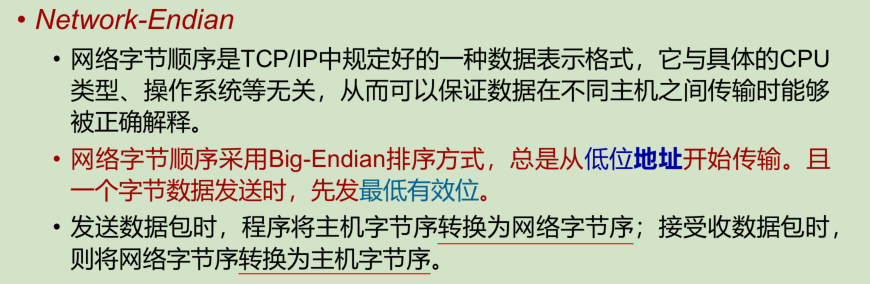 • Network-Endian
• 网络字节顺序是TCP/IP中规定好的一种数据表示格式，它与具体的CPU
类型、操作系统等无关，从而可以保证数据在不同主机之间传输时能够
被正确解释。
• 网络字节顺序采用Big-Endian排序方式，总是从低位地址开始传输。且
一个字节数据发送时，先发最低有效位。
• 发送数据包时，程序将主机字节序转换为网络字节序；接受收数据包时，
则将网络字节序转换为主机字节序。